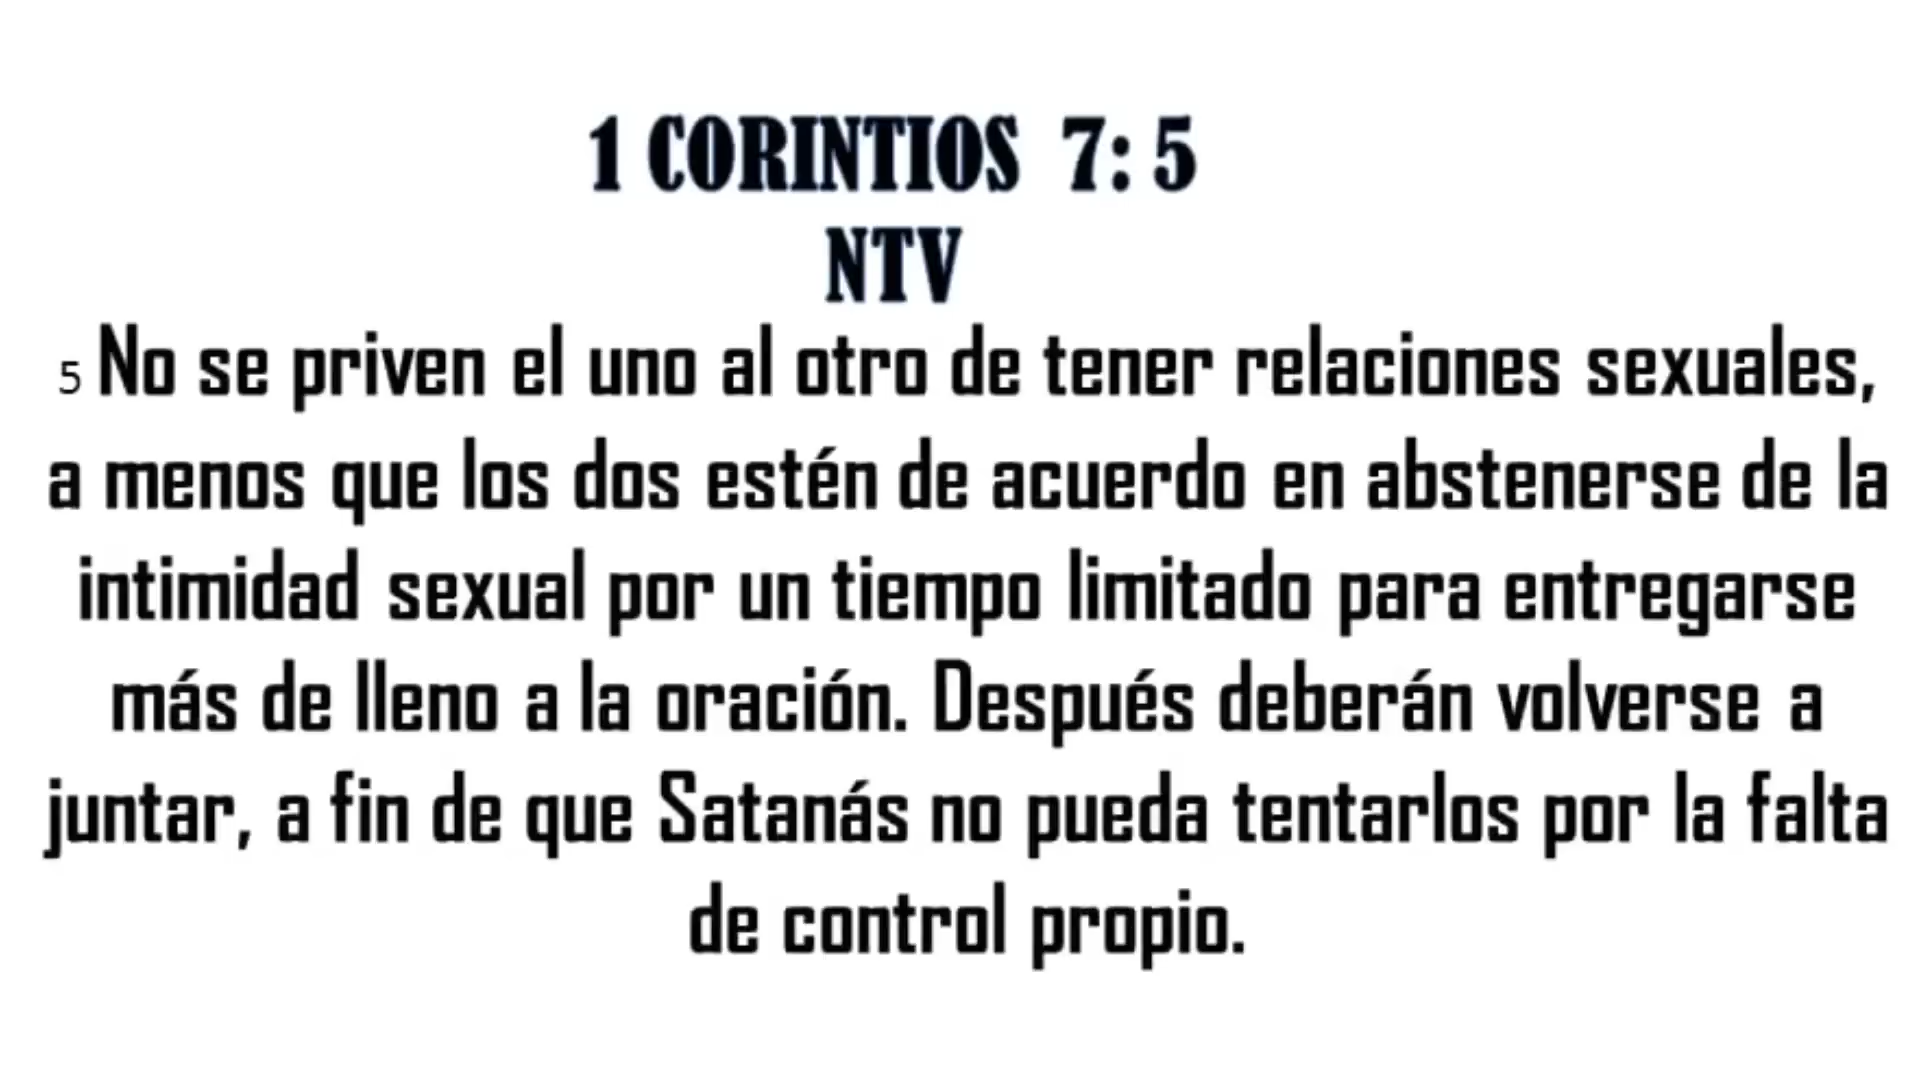 1 CORINTIOS 7: 5
NTV
5 No se priven el uno al otro de tener relaciones sexuales,
a menos que los dos estén de acuerdo en abstenerse de la
intimidad sexual por un tiempo limitado para entregarse
más de lleno a la oración. Después deberán volverse a
juntar, a fin de que Satanás no pueda tentarlos por la falta
de control propio.